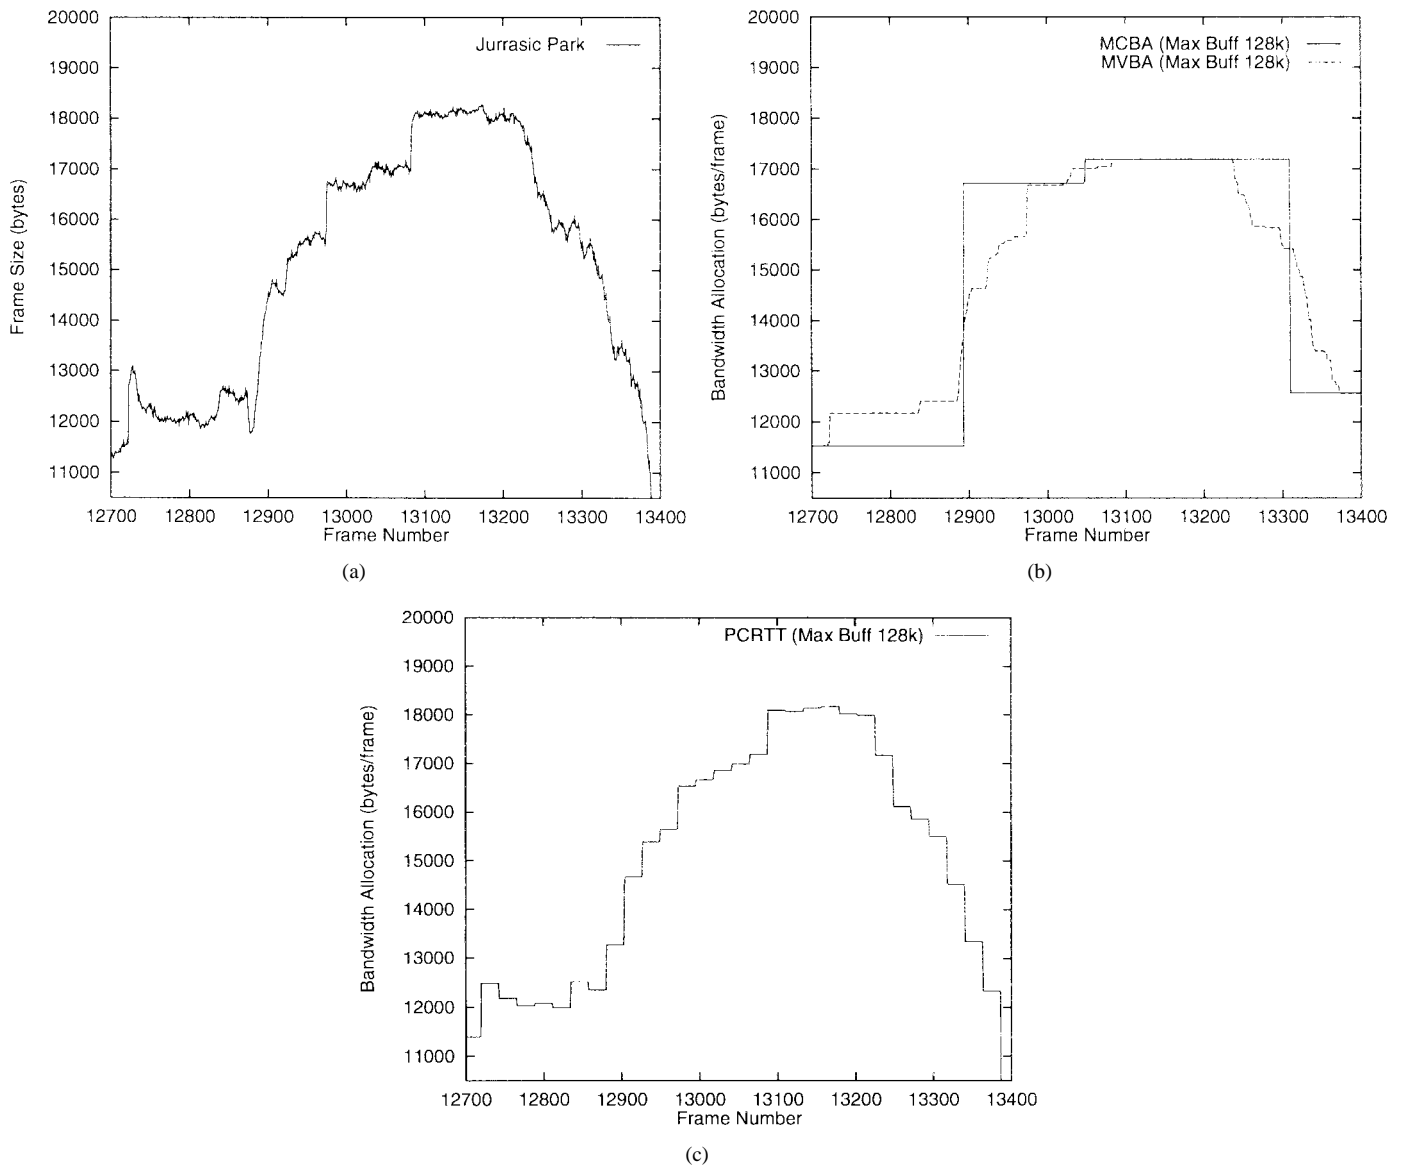 Jurrasic Park
20000
19000
18000
17000
16000
15000
14000
13000
12000
11000
Frame Size (bytes)
12700 12800 12900 13000 13100 13200 13300 13400
Frame Number
(a)
MCBA (Max Buff 128k)
MVBA (Max Buff 128k)
20000
19000
18000
17000
16000
15000
14000
13000
12000
11000
Bandwidth Allocation (bytes/frame)
12700 12800 12900 13000 13100 13200 13300 13400
Frame Number
(b)
PCRTT (Max Buff 128k)
20000
19000
18000
17000
16000
15000
14000
13000
12000
11000
Bandwidth Allocation (bytes/frame)
12700 12800 12900 13000 13100 13200 13300 13400
Frame Number
(c)